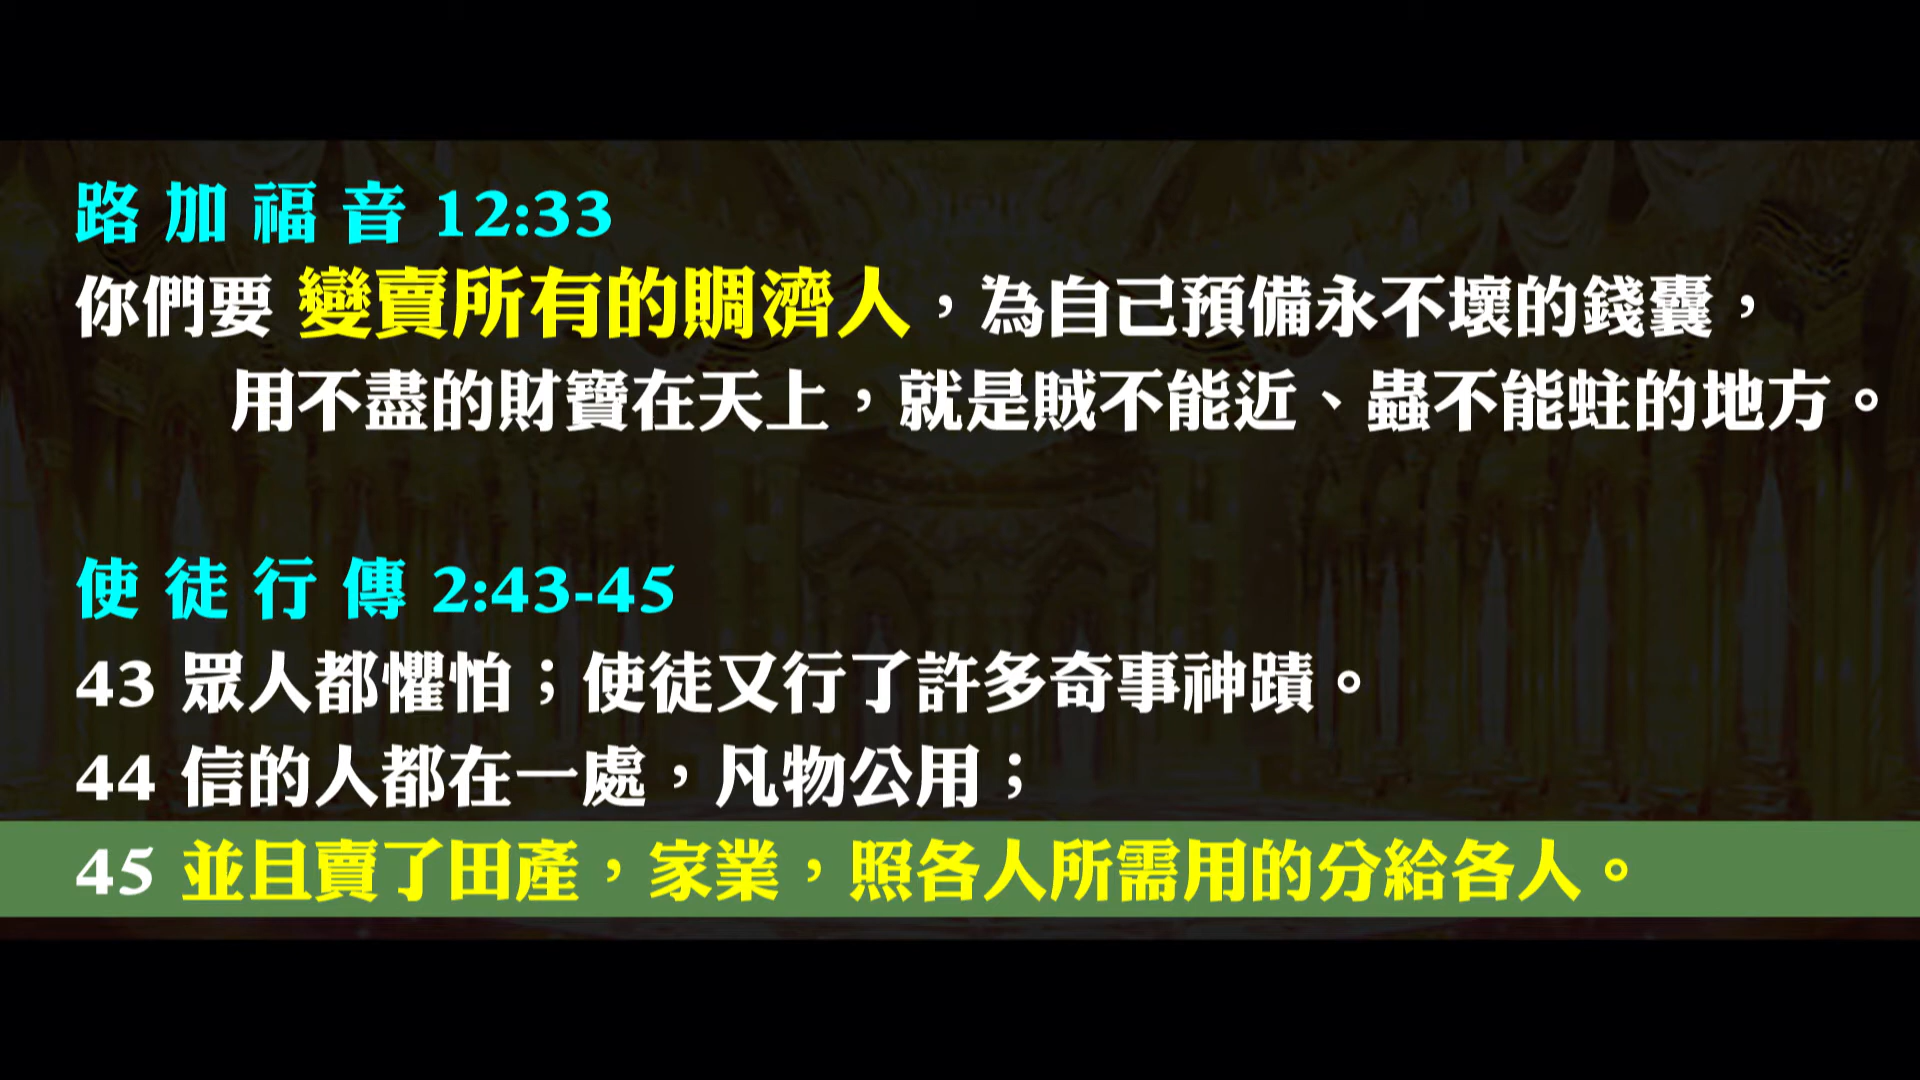 路加福音 12:33
你們要 變賣所有的賙濟人，為自己預備永不壞的錢囊，
用不盡的財寶在天上，就是賊不能近、蟲不能蛀的地方。
使徒行傳 2:43-45
43 眾人都懼怕；使徒又行了許多奇事神蹟。
44 信的人都在一處，凡物公用；
45 並且賣了田產，家業，照各人所需用的分給各人。